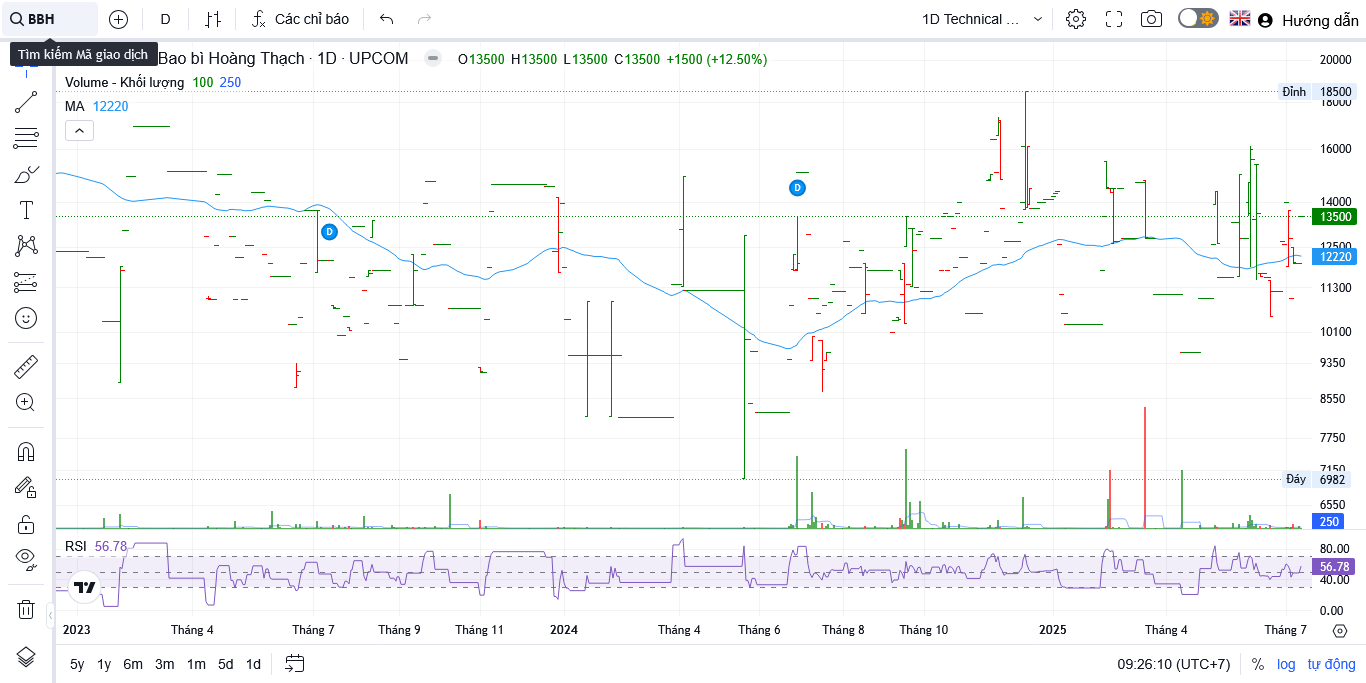 BBH
D
Các chỉ báo
1D Technical ...
Hướng dẫn
Tìm kiếm Mã giao dịch
Bao bì Hoàng Thạch · 1D · UPCOM
O13500 H13500 L13500 C13500 +1500 (+12.50%)
Volume - Khối lượng 100 250
MA 12220
20000
Đỉnh 18500
18000
16000
14000
13500
12500
12220
11300
10100
9350
8550
7750
7150
Đáy 6982
6550
250
D
D
RSI 56.78
80.00
56.78
40.00
0.00
2023 Tháng 4 Tháng 7 Tháng 9 Tháng 11 2024 Tháng 4 Tháng 6 Tháng 8 Tháng 10 2025 Tháng 4 Tháng 7
5y 1y 6m 3m 1m 5d 1d
09:26:10 (UTC+7) % log tự động